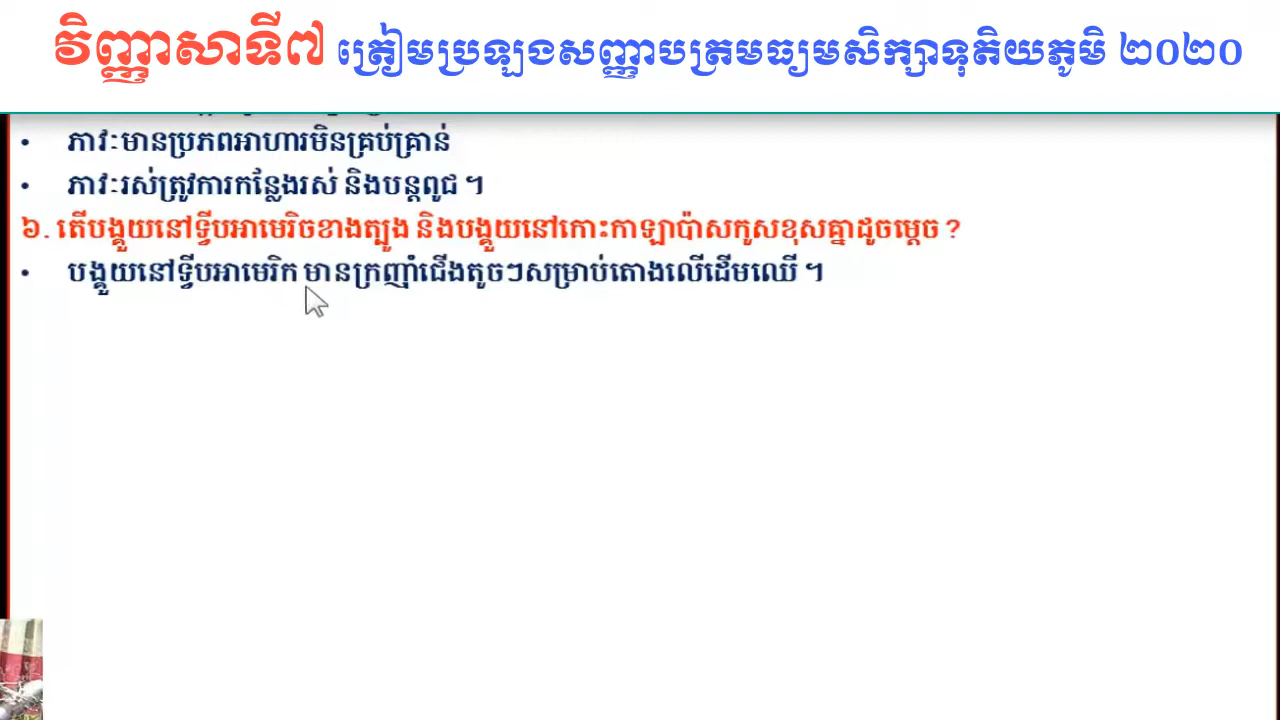 វិញ្ញាសាទី៧ ត្រៀមប្រឡងសញ្ញាបត្រមធ្យមសិក្សាទុតិយភូមិ ២០២០
• ភាវៈមានប្រភពអាហារមិនគ្រប់គ្រាន់
• ភាវៈរស់ត្រូវការកន្លែងរស់ និងបន្តពូជ ។
៦. តើបង្គួយនៅទ្វីបអាមេរិចខាងត្បូង និងបង្គួយនៅកោះកាឡាប៉ាសកូសខុសគ្នាដូចម្តេច ?
• បង្គួយនៅទ្វីបអាមេរិក មានក្រញ៉ាំជើងតូចៗសម្រាប់តោងលើដើមឈើ ។